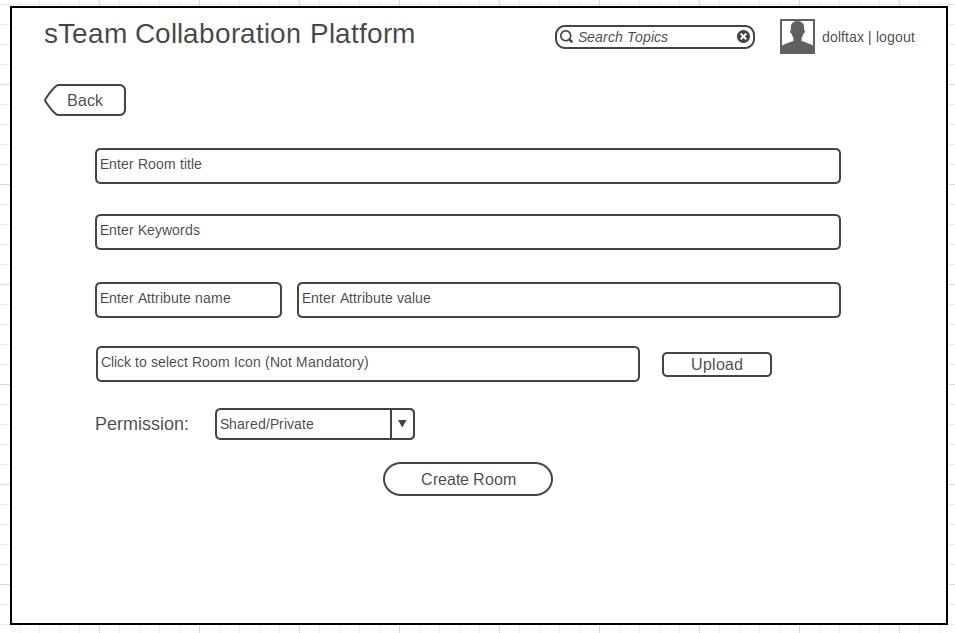 sTeam Collaboration Platform
Search Topics
dolftax | logout
Back
Enter Room title
Enter Keywords
Enter Attribute name
Enter Attribute value
Click to select Room Icon (Not Mandatory)
Upload
Permission:
Shared/Private
Create Room